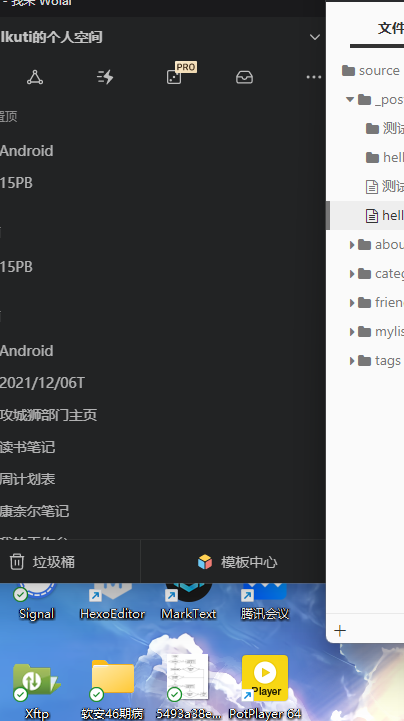 - 我来 Wolai
lkuti的个人空间
PRO
置顶
Android
15PB
15PB
Android
2021/12/06T
攻城狮部门主页
读书笔记
周计划表
康奈尔笔记
垃圾桶
模板中心
文件
source
_pos
测试
hell
测试
hell
abou
categ
frien
mylis
tags
Signal
HexoEditor
MarkText
腾讯会议
Xftp
软安46期病
5493a38e...
Player
PotPlayer 64